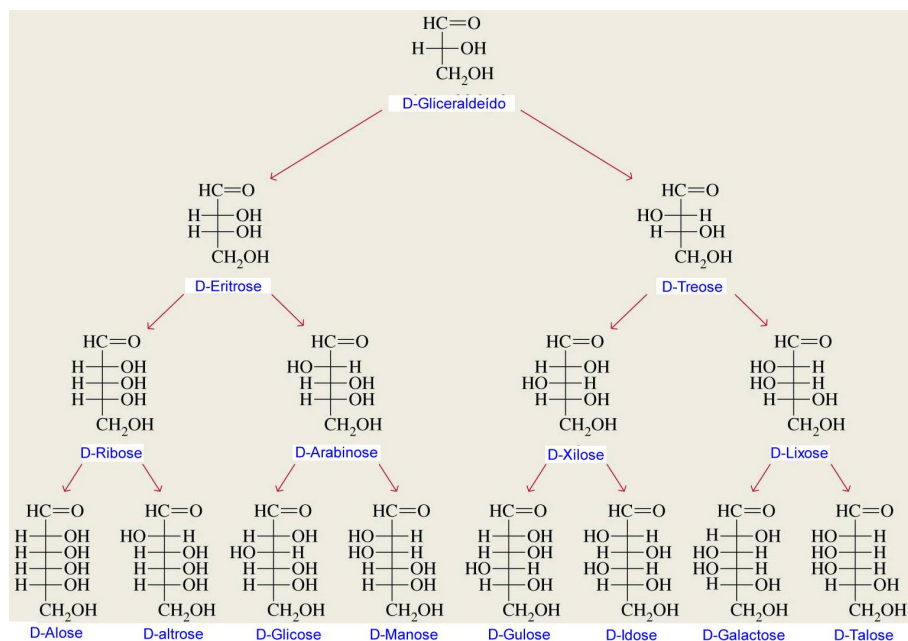 HC=O
H OH
CH2OH
D-Gliceraldeído
HC=O
H OH
H OH
CH2OH
D-Eritrose
HC=O
HO H
H OH
CH2OH
D-Treose
HC=O
H OH
H OH
H OH
CH2OH
D-Ribose
HC=O
HO H
H OH
H OH
CH2OH
D-Arabinose
HC=O
H OH
HO H
H OH
CH2OH
D-Xilose
HC=O
HO H
HO H
H OH
CH2OH
D-Lixose
HC=O
H OH
H OH
H OH
H OH
CH2OH
D-Alose
HC=O
HO H
H OH
H OH
H OH
CH2OH
D-altrose
HC=O
H OH
HO H
H OH
H OH
CH2OH
D-Glicose
HC=O
HO H
HO H
H OH
H OH
CH2OH
D-Manose
HC=O
H OH
H OH
HO H
H OH
CH2OH
D-Gulose
HC=O
HO H
H OH
HO H
H OH
CH2OH
D-Idose
HC=O
H OH
HO H
HO H
H OH
CH2OH
D-Galactose
HC=O
HO H
HO H
HO H
H OH
CH2OH
D-Talose